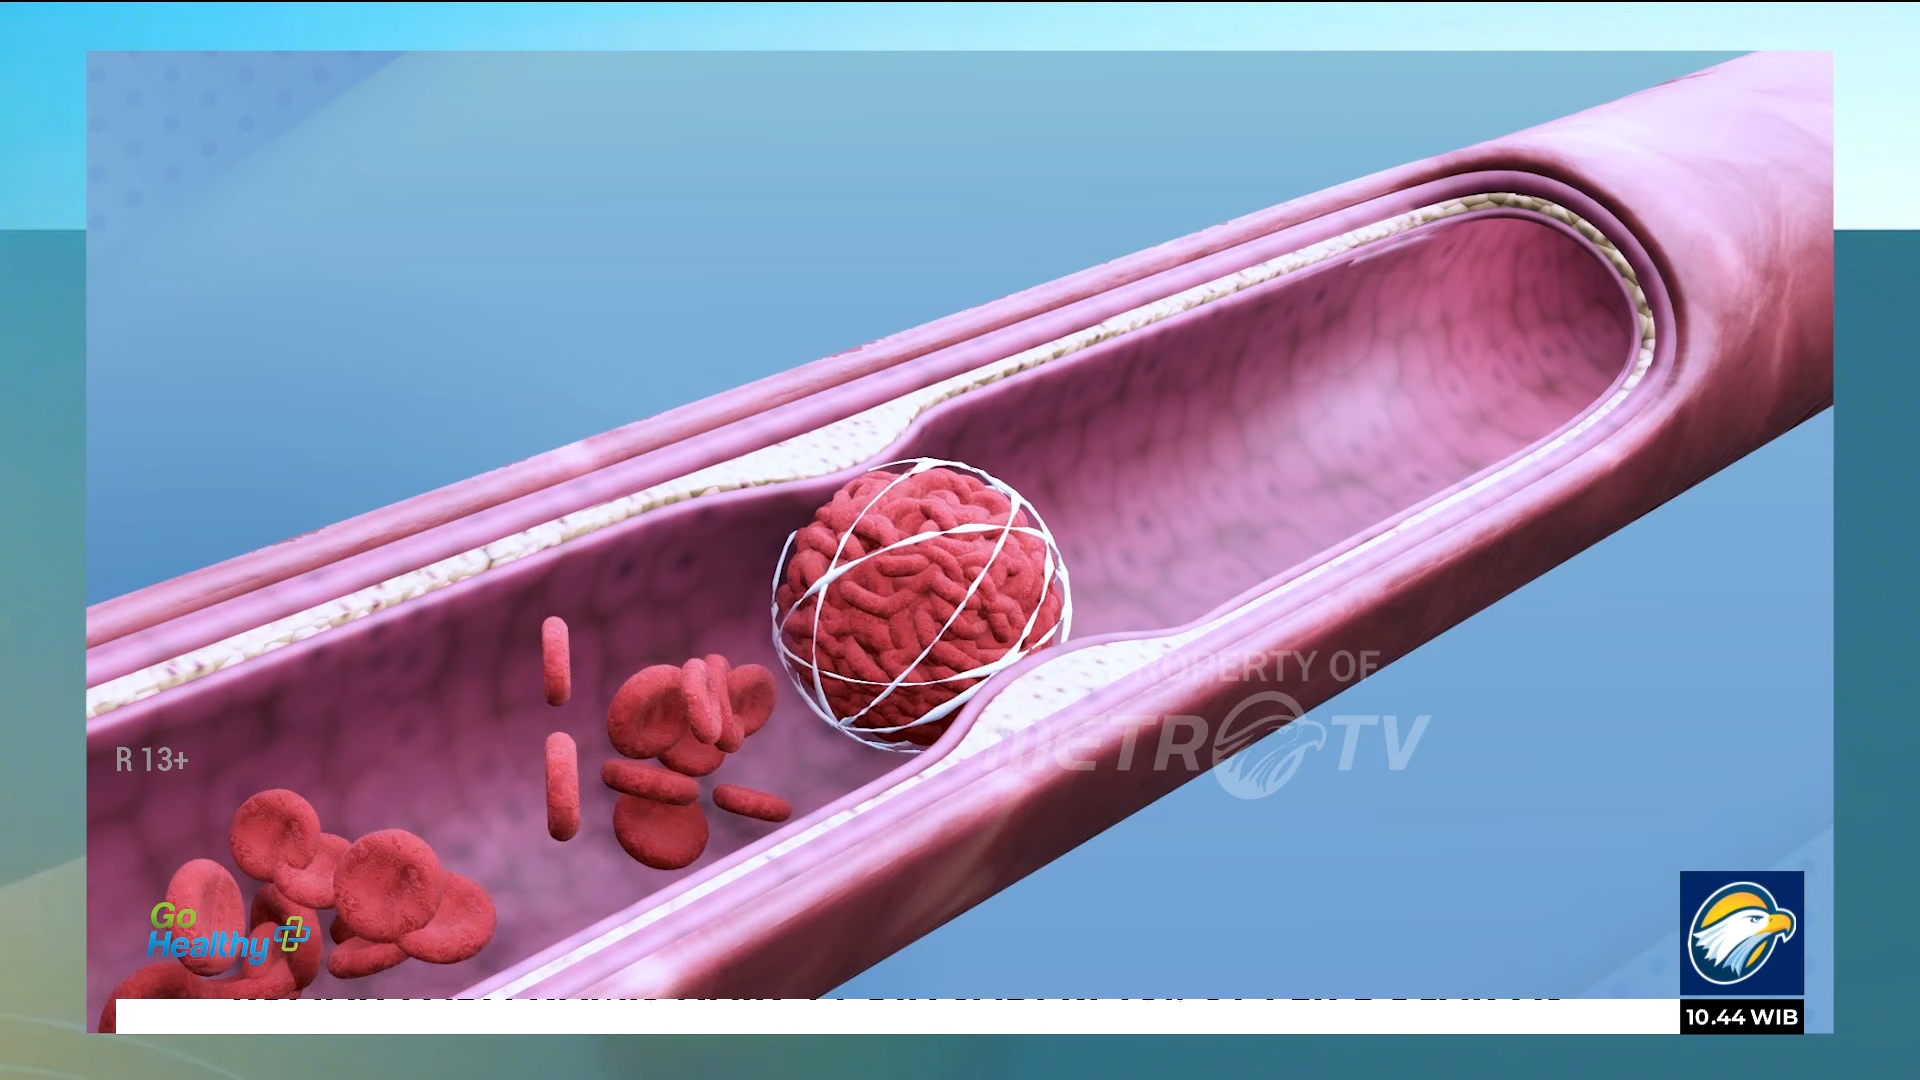 PROPERTY OF
METRO TV
R 13+
Go
Healthy
10.44 WIB